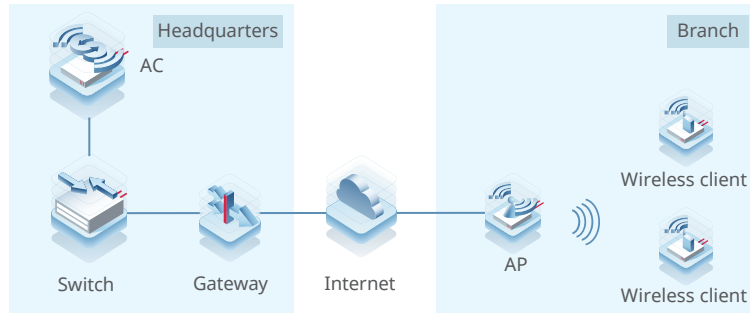 Headquarters
Branch
AC
Wireless client
Switch
Gateway
Internet
AP
Wireless client